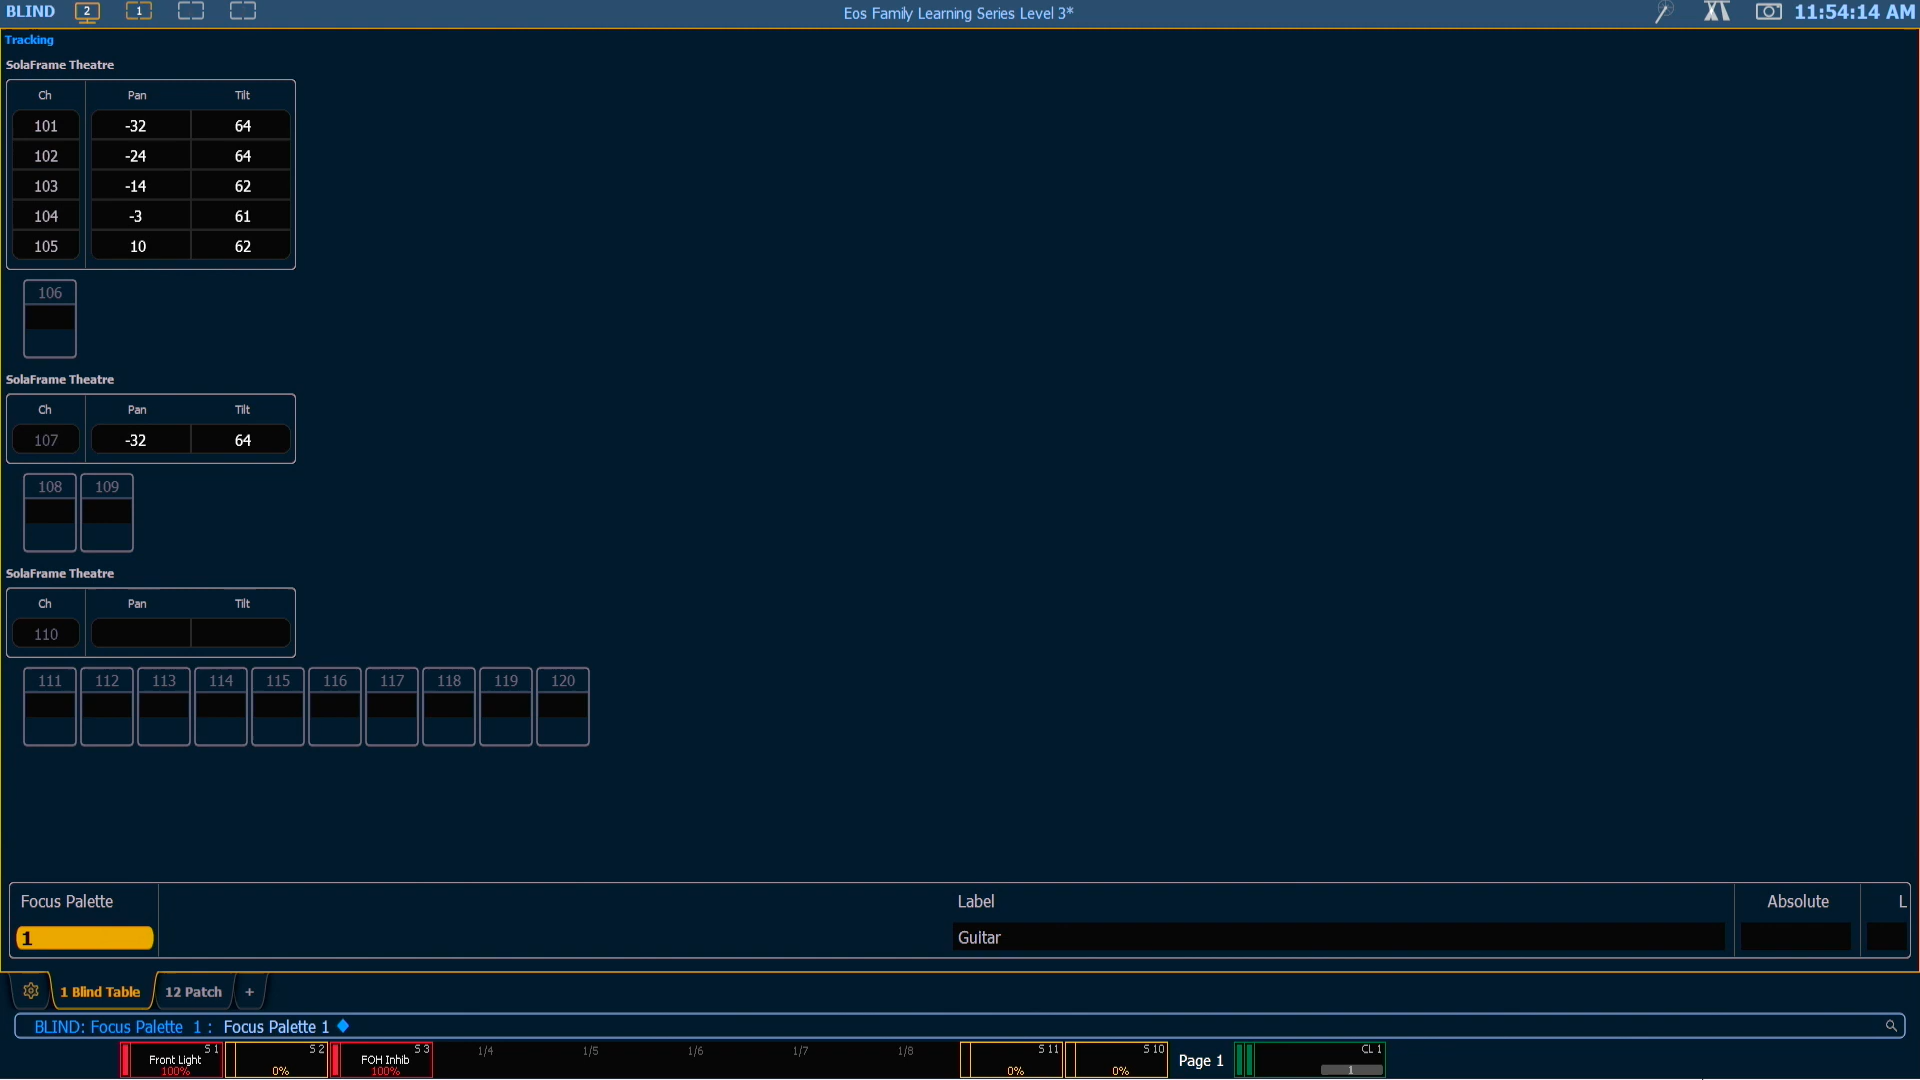 BLIND 2 1 Eos Family Learning Series Level 3* 11:54:14 AM
Tracking
SolaFrame Theatre
Ch Pan Tilt
101 -32 64
102 -24 64
103 -14 62
104 -3 61
105 10 62
106
SolaFrame Theatre
Ch Pan Tilt
107 -32 64
108 109
SolaFrame Theatre
Ch Pan Tilt
110
111 112 113 114 115 116 117 118 119 120
Focus Palette Label Absolute L
1 Guitar
1 Blind Table 12 Patch +
BLIND: Focus Palette 1 : Focus Palette 1
S 1 S 2 S 3 1/4 1/5 1/6 1/7 1/8 S 11 S 10 CL 1
Front Light FOH Inhib Page 1
100% 0% 100% 0% 0% 1